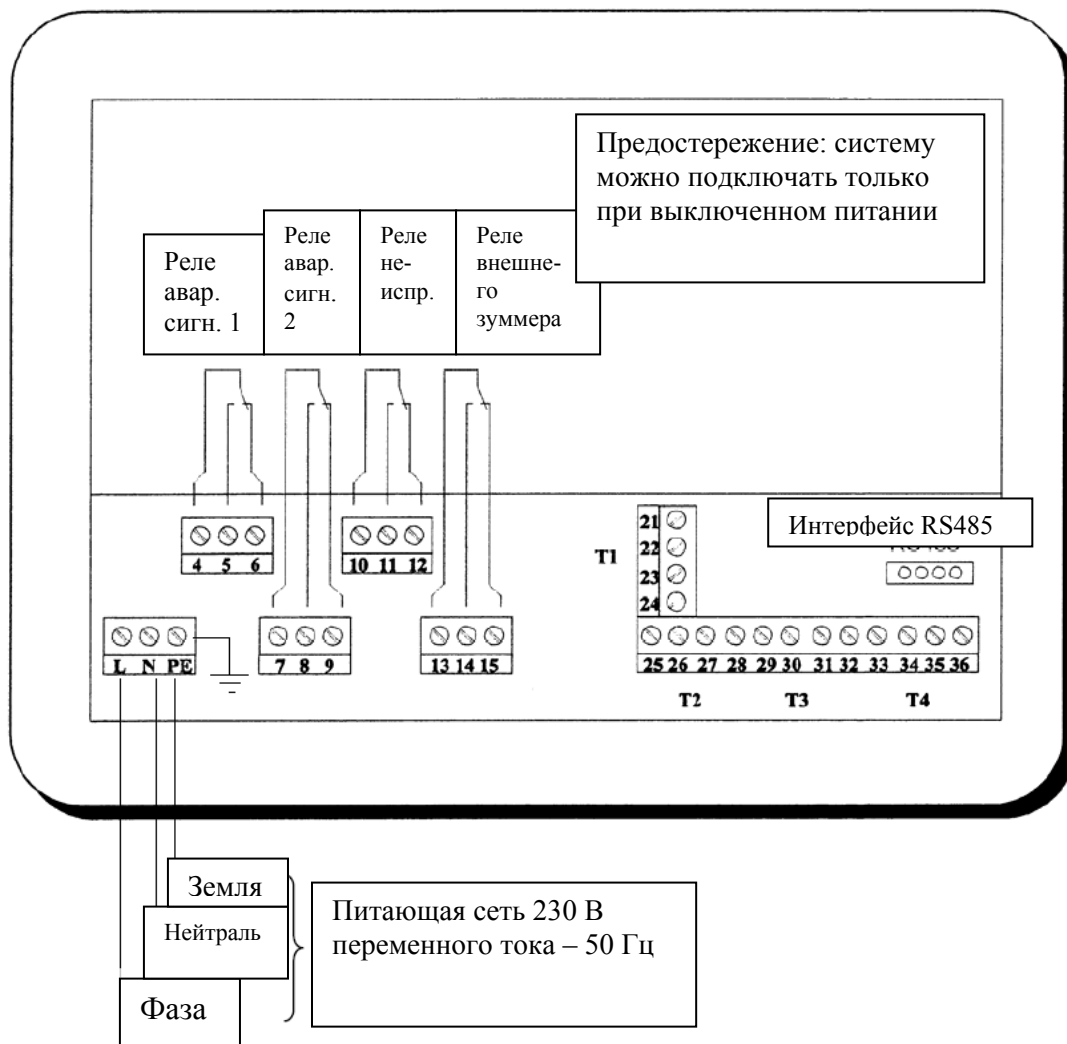 Предостережение: систему
можно подключать только
при выключенном питании
Реле
авар.
сигн. 1
Реле
авар.
сигн.
2
Реле
не-
испр.
Реле
внешне-
го
зуммера
4 5 6
10 11 12
21
22
23
24
T1
Интерфейс RS485
L N PE
7 8 9
13 14 15
25 26 27 28 29 30 31 32 33 34 35 36
T2 T3 T4
Земля
Нейтраль
Фаза
Питающая сеть 230 В
переменного тока – 50 Гц